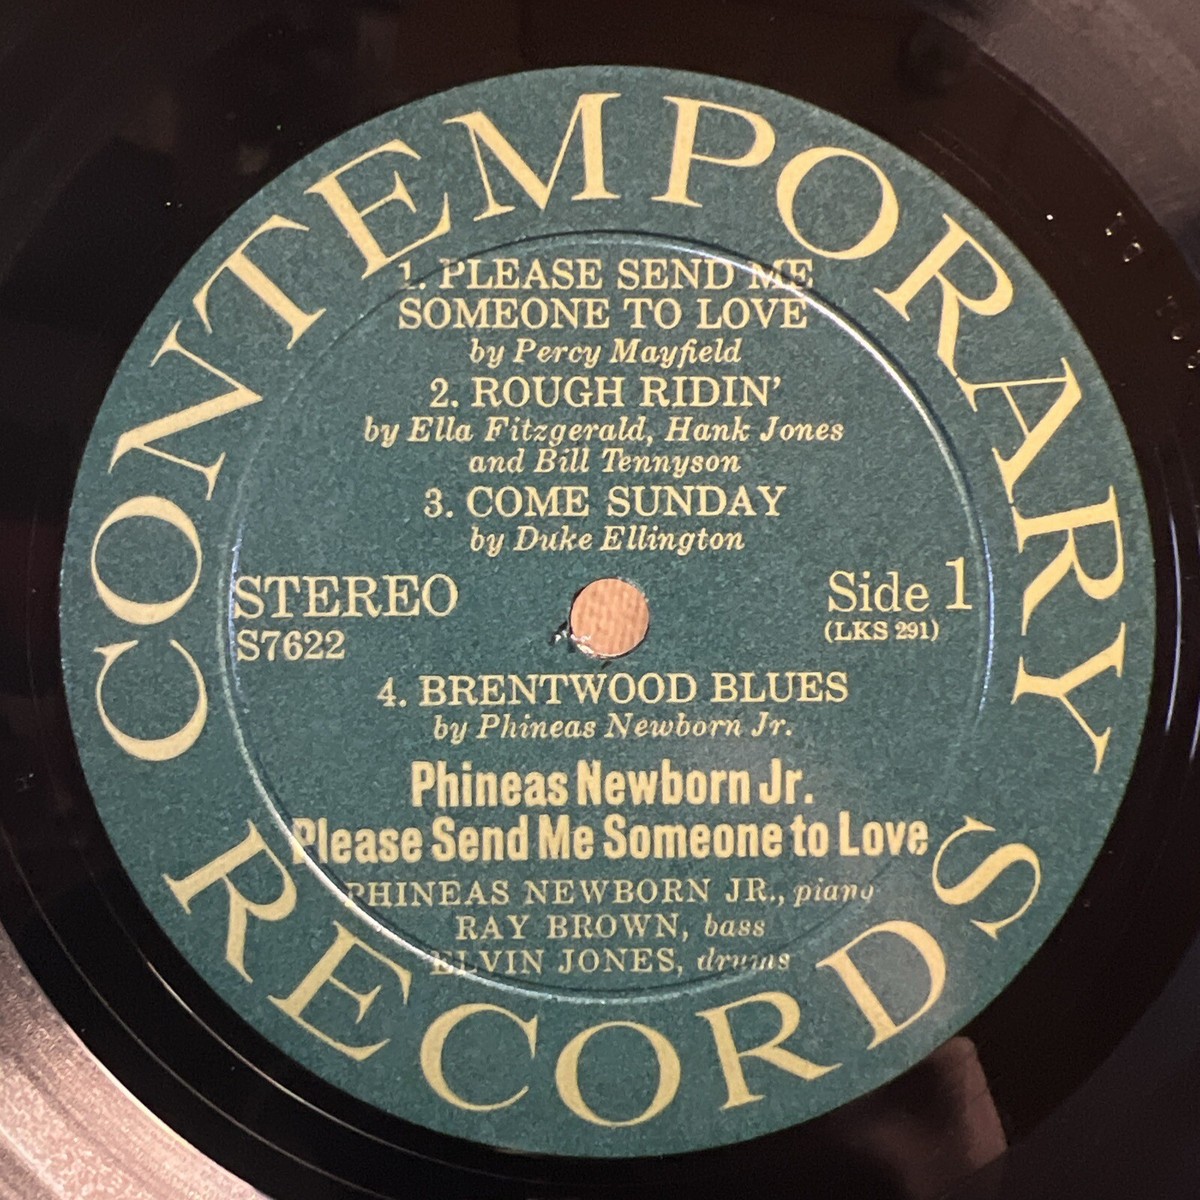 CONTEMPORARY
1. PLEASE SEND ME
SOMEONE TO LOVE
by Percy Mayfield
2. ROUGH RIDIN’
by Ella Fitzgerald, Hank Jones
and Bill Tennyson
3. COME SUNDAY
by Duke Ellington
STEREO
S7622
Side 1
(LKS 291)
4. BRENTWOOD BLUES
by Phineas Newborn Jr.
Phineas Newborn Jr.
Please Send Me Someone to Love
PHINEAS NEWBORN JR., piano
RAY BROWN, bass
ELVIN JONES, drums
RECORDS